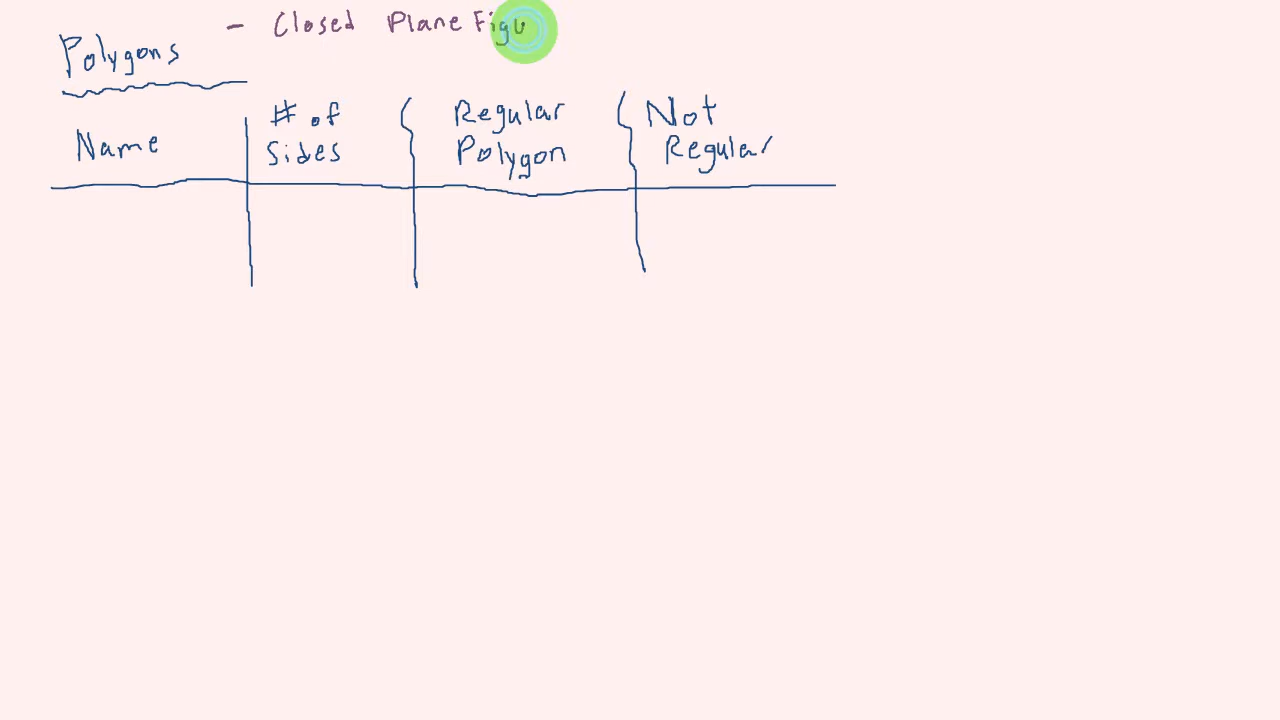 - Closed Plane Figu
Polygons
Name
# of
Sides
Regular
Polygon
Not
Regular